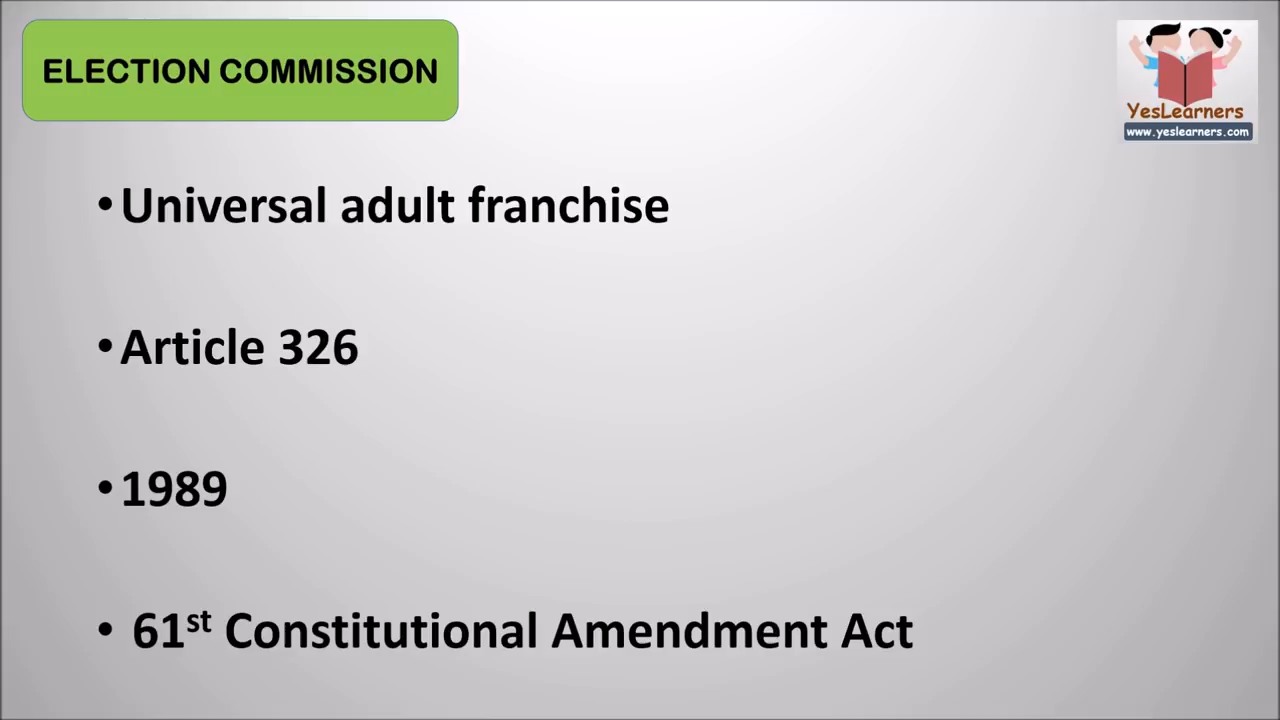 ELECTION COMMISSION
YesLearners
www.yeslearners.com
•Universal adult franchise
•Article 326
•1989
• 61st Constitutional Amendment Act